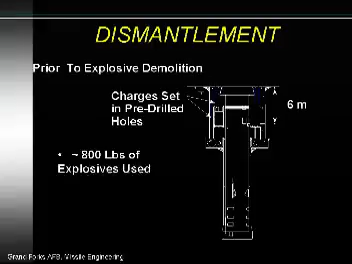 DISMANTLEMENT
Prior To Explosive Demolition
Charges Set
in Pre-Drilled
Holes
6 m
• ~ 800 Lbs of
Explosives Used
Grand Forks AFB, Missile Engineering